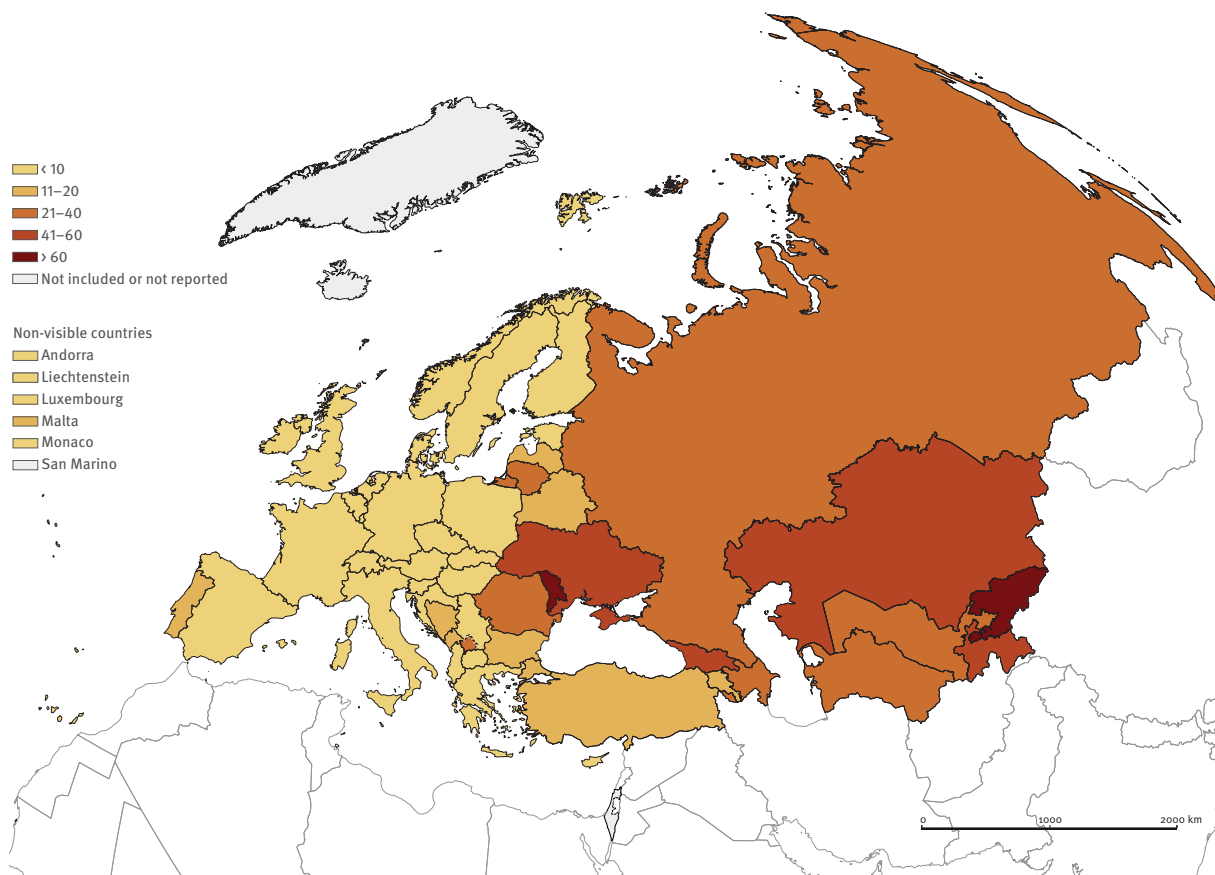 ‹ 10
11–20
21–40
41–60
› 60
Not included or not reported
Non-visible countries
Andorra
Liechtenstein
Luxembourg
Malta
Monaco
San Marino
0 1000 2000 km